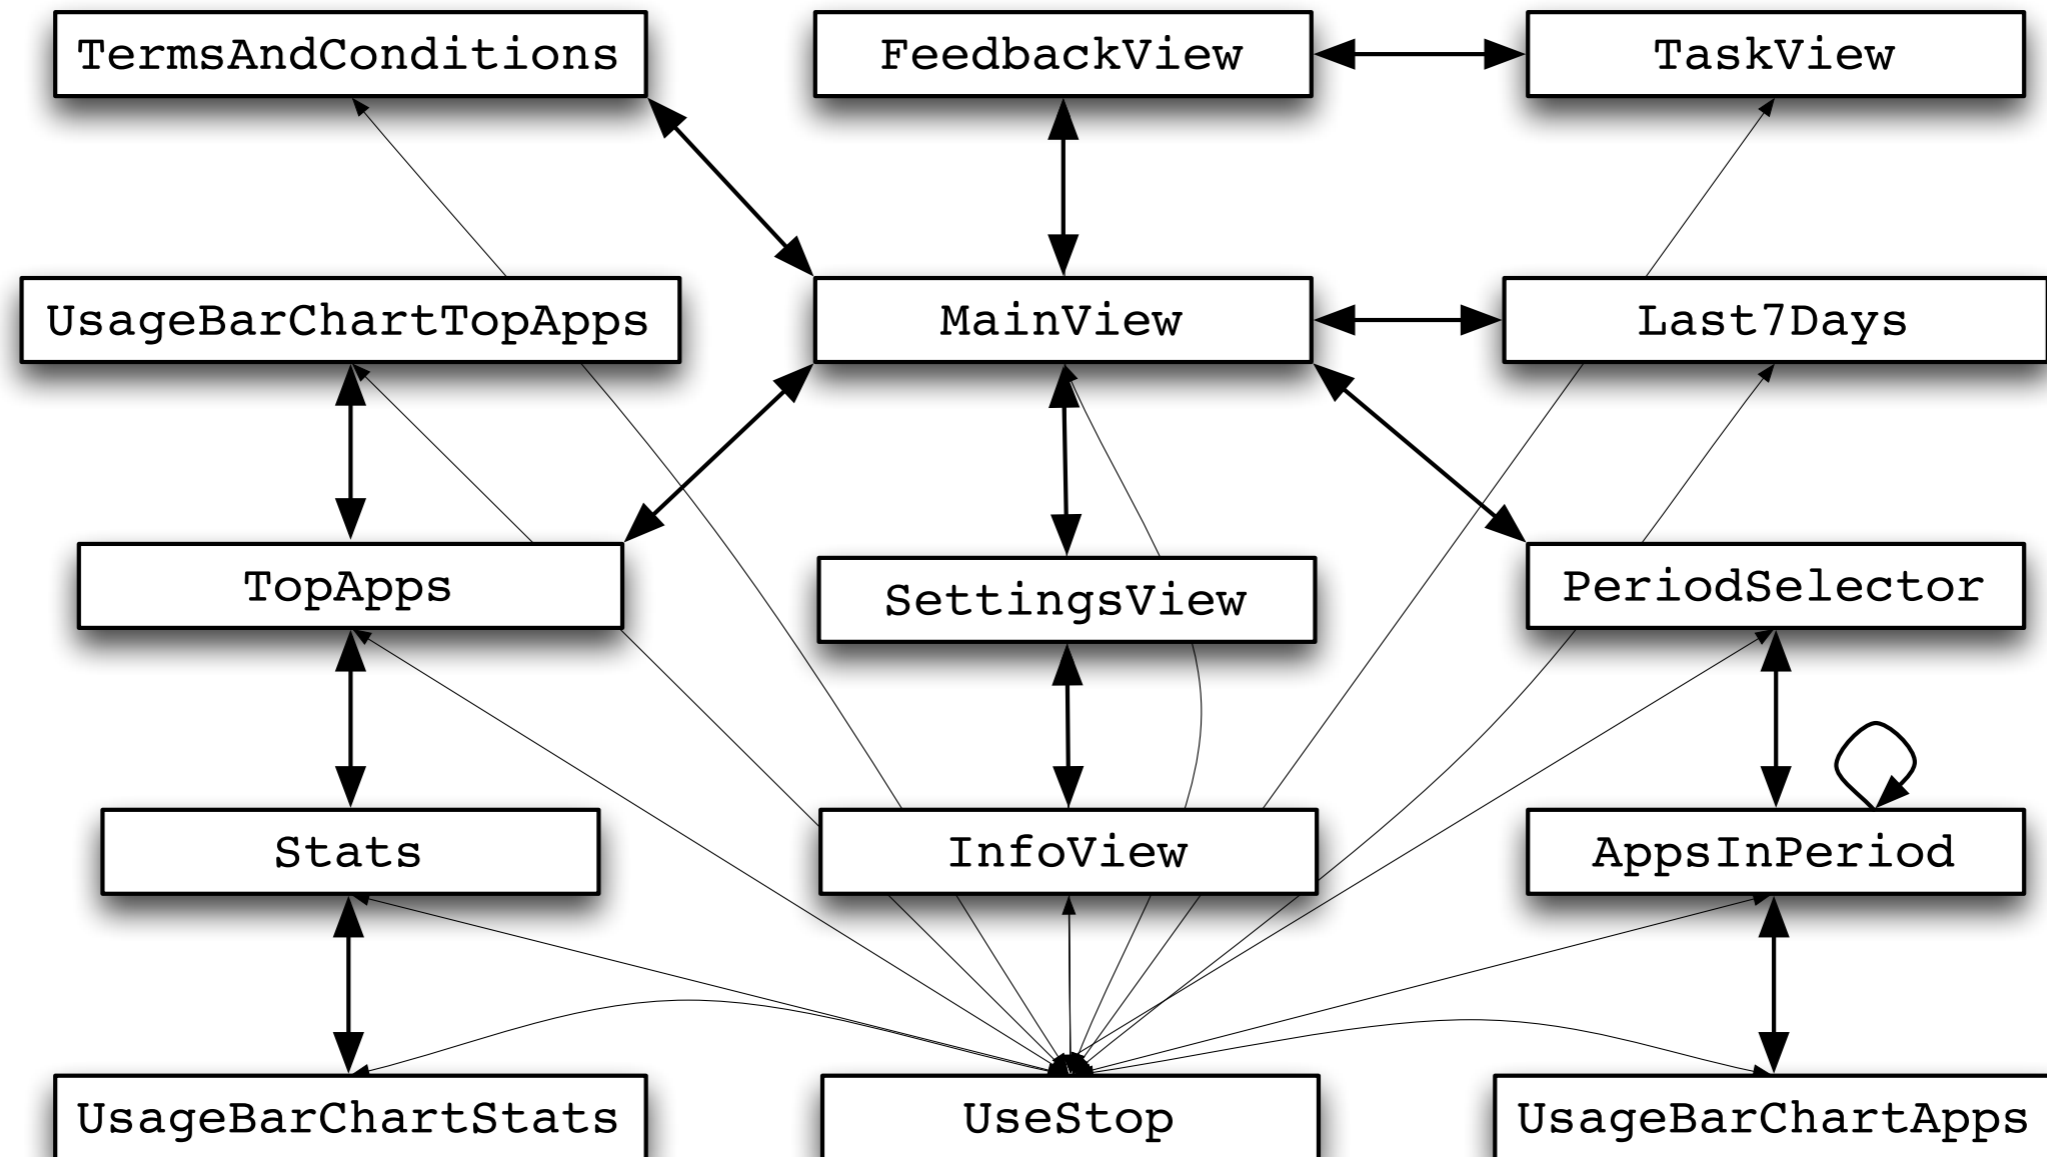 TermsAndConditions
FeedbackView
TaskView
UsageBarChartTopApps
MainView
Last7Days
TopApps
SettingsView
PeriodSelector
Stats
InfoView
AppsInPeriod
UsageBarChartStats
UseStop
UsageBarChartApps